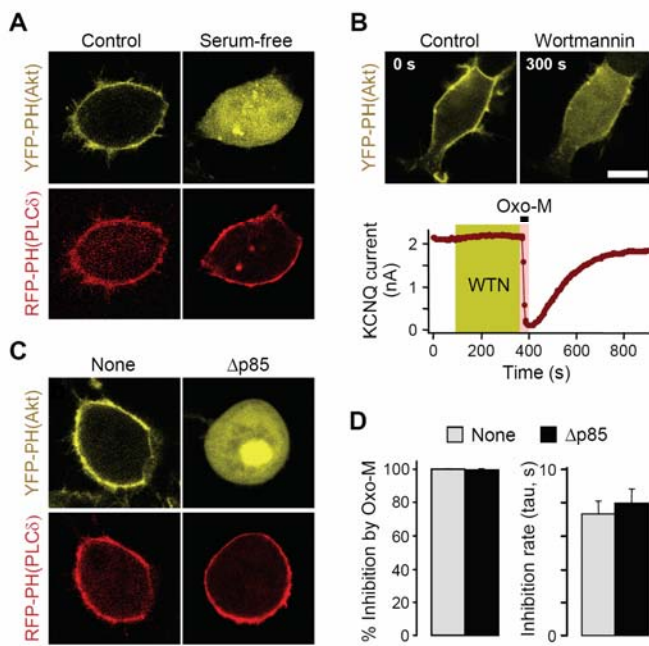 A
Control
Serum-free
YFP-PH(Akt)
RFP-PH(PLCδ)
B
Control
Wortmannin
YFP-PH(Akt)
0 s
300 s
Oxo-M
KCNQ current
(nA)
2
1
0
WTN
0
200
400
600
800
Time (s)
C
None
Δp85
YFP-PH(Akt)
RFP-PH(PLCδ)
D
None
Δp85
% Inhibition by Oxo-M
100
80
60
40
20
0
Inhibition rate (tau, s)
10
0